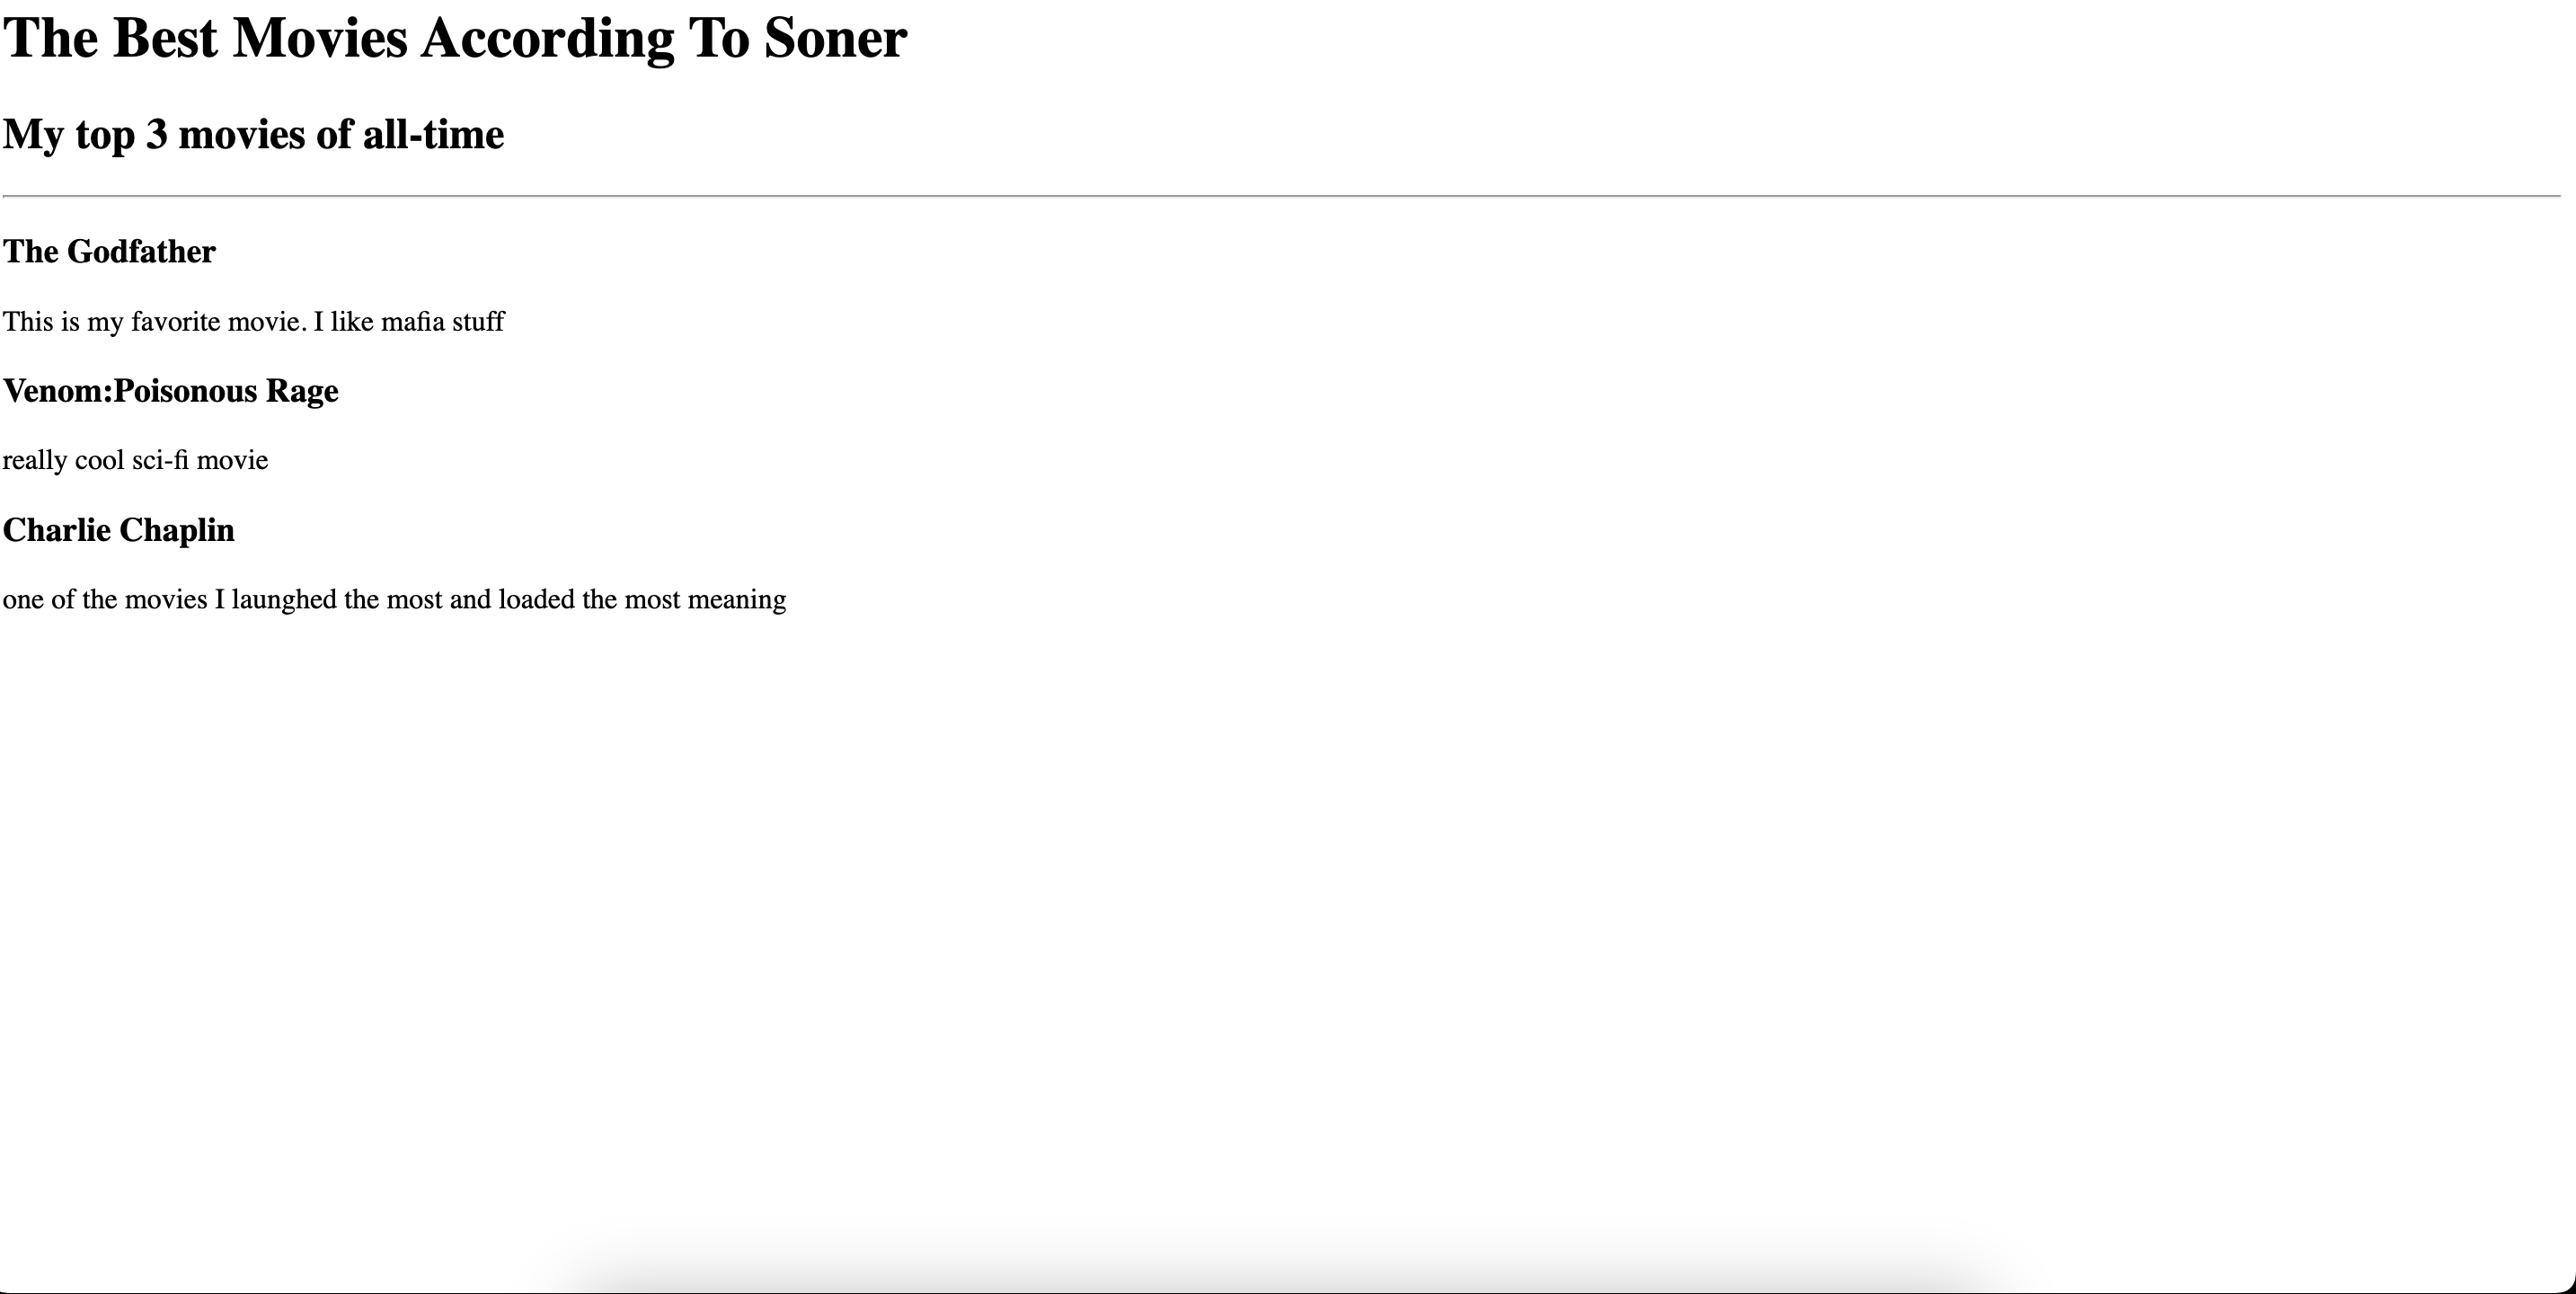 The Best Movies According To Soner
My top 3 movies of all-time
The Godfather
This is my favorite movie. I like mafia stuff
Venom:Poisonous Rage
really cool sci-fi movie
Charlie Chaplin
one of the movies I launghed the most and loaded the most meaning